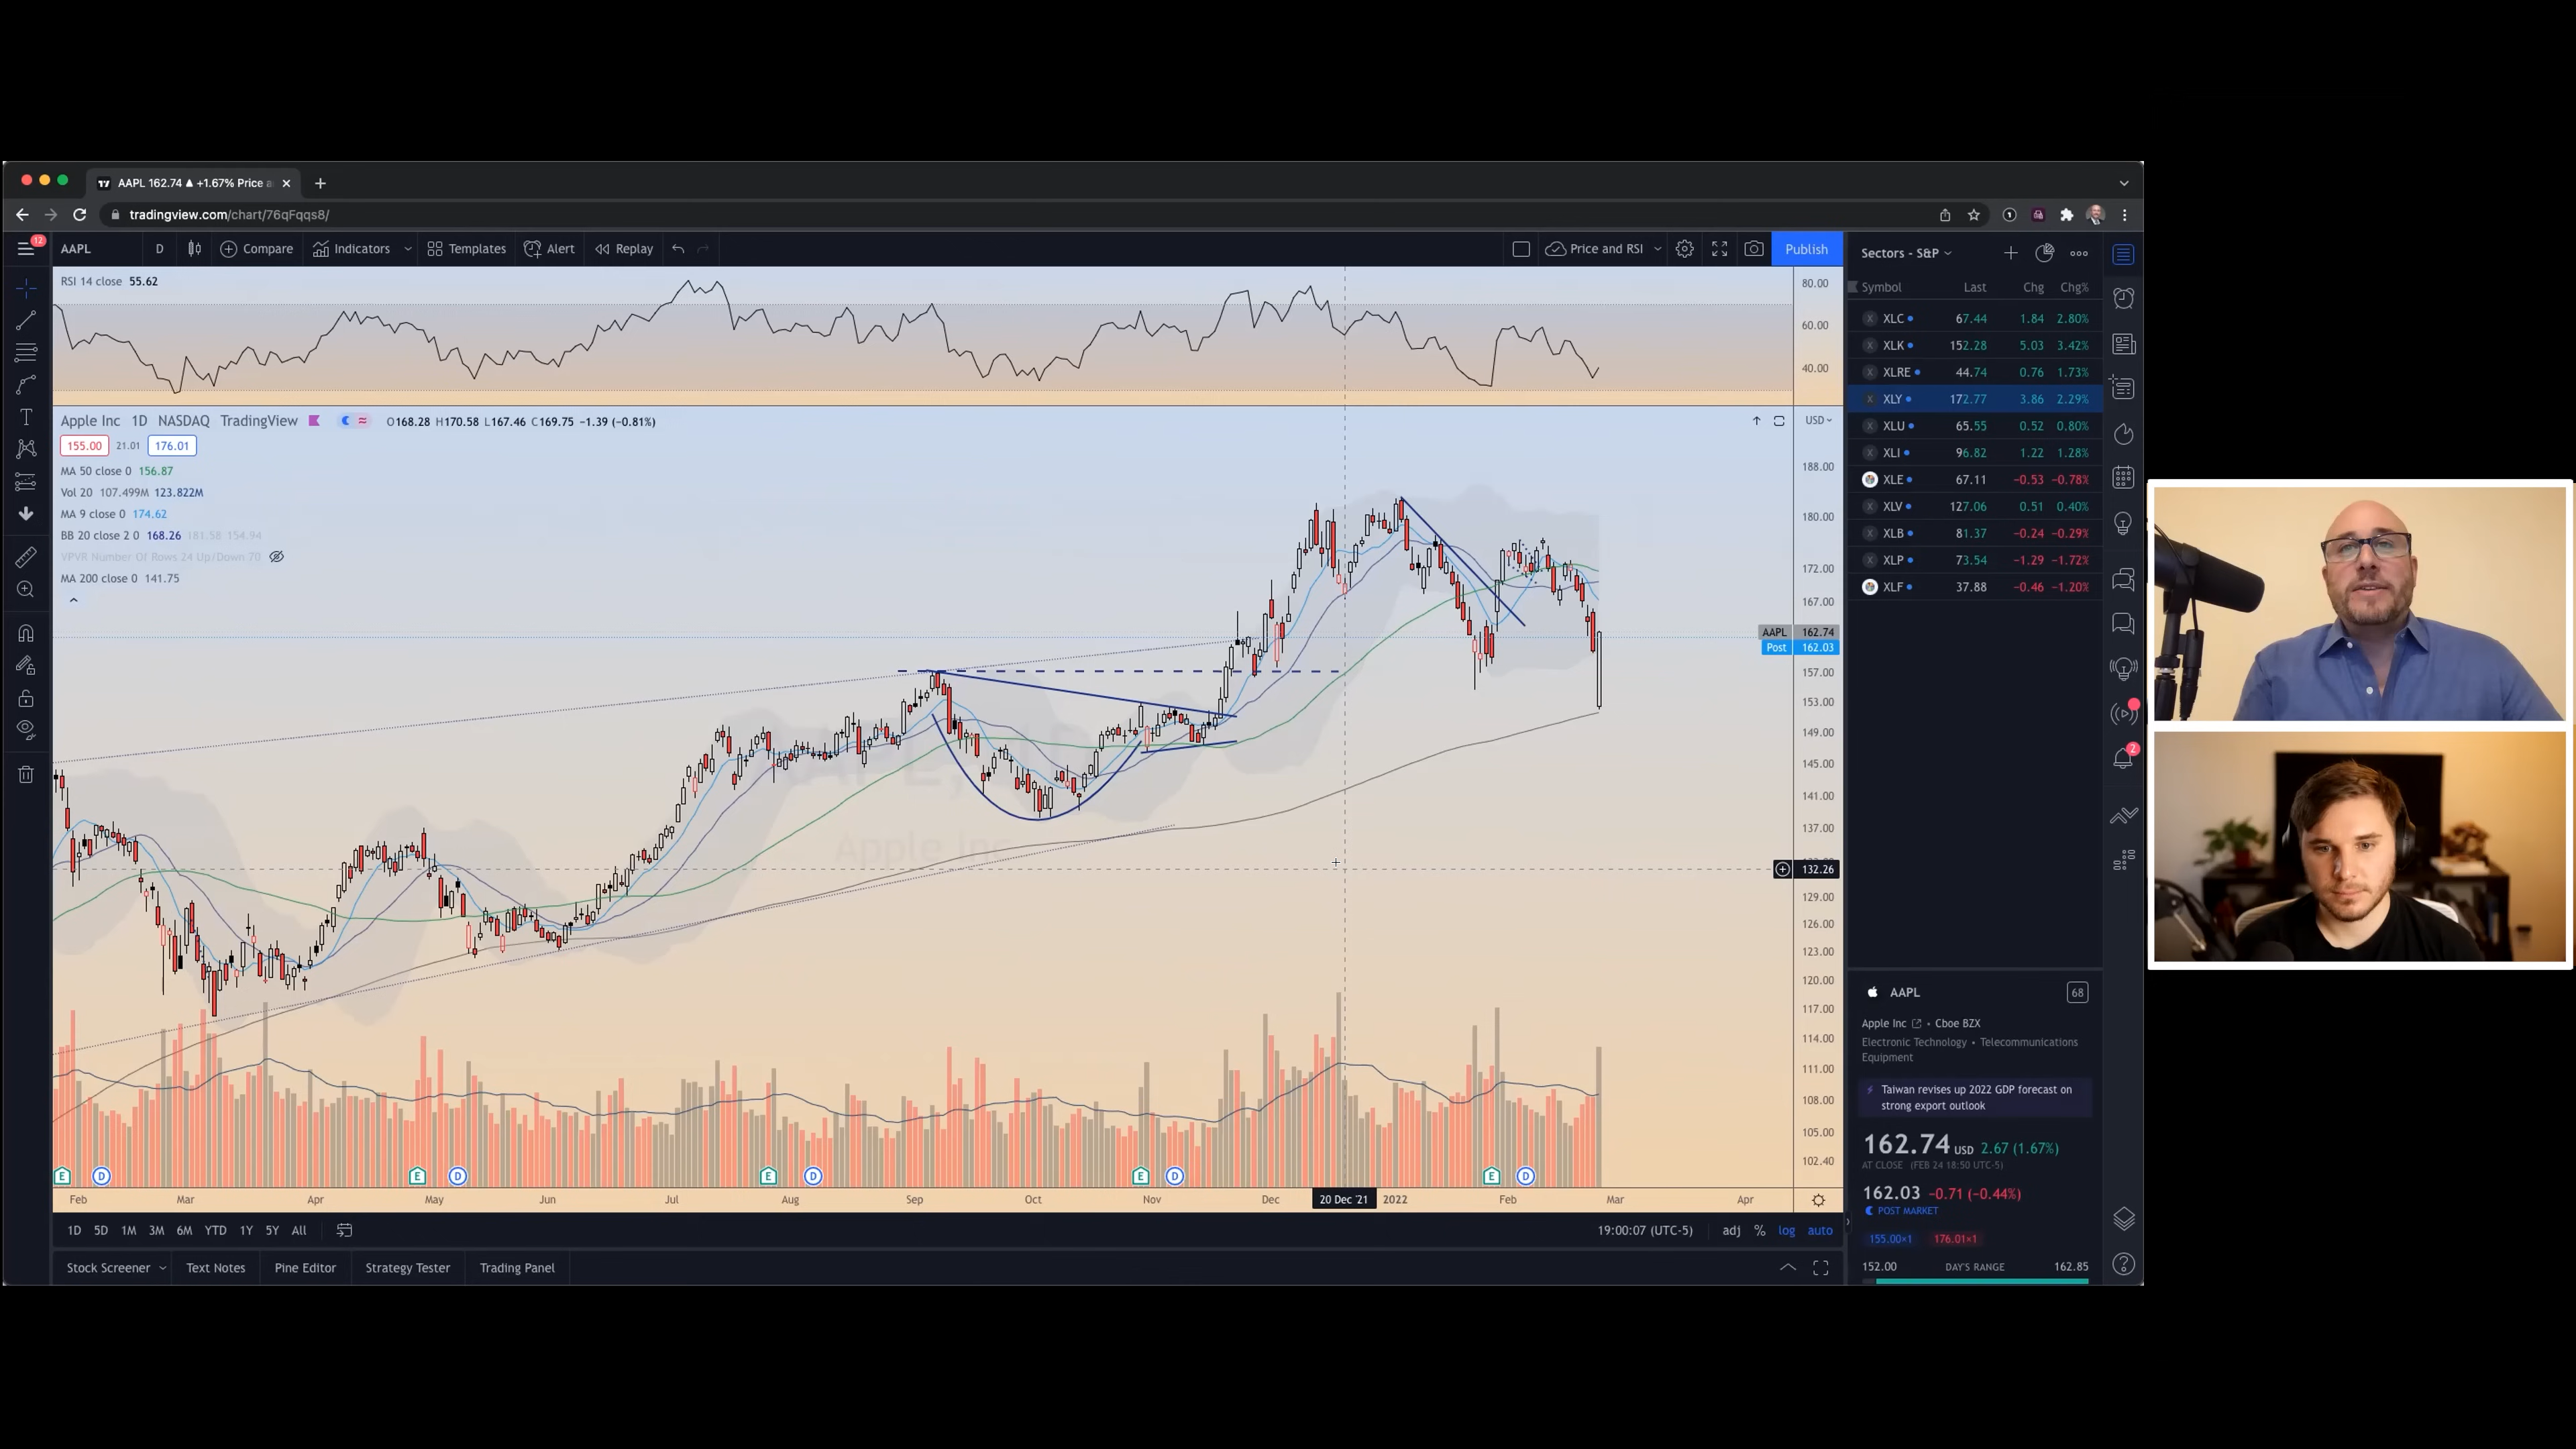 AAPL 162.74 ▲ +1.67% Price a
tradingview.com/chart/76qFqqs8/
12
AAPL D Compare Indicators Templates Alert Replay Price and RSI Publish
RSI 14 close 55.62
80.00
60.00
40.00
Apple Inc 1D NASDAQ TradingView O168.28 H170.58 L167.46 C169.75 −1.39 (−0.81%)
USD
155.00 21.01 176.01
MA 50 close 0 156.87
Vol 20 107.499M 123.822M
MA 9 close 0 174.62
BB 20 close 2 0 168.26 181.58 154.94
VPVR Number Of Rows 24 Up/Down 70
MA 200 close 0 141.75
188.00
180.00
172.00
167.00
AAPL 162.74
Post 162.03
157.00
153.00
149.00
145.00
141.00
137.00
132.26
129.00
126.00
123.00
120.00
117.00
114.00
111.00
108.00
105.00
102.40
E D E D E D E D E D
Feb Mar Apr May Jun Jul Aug Sep Oct Nov Dec 20 Dec '21 2022 Feb Mar Apr
1D 5D 1M 3M 6M YTD 1Y 5Y All
19:00:07 (UTC-5) adj % log auto
Stock Screener Text Notes Pine Editor Strategy Tester Trading Panel
Sectors - S&P
Symbol Last Chg Chg%
XLC 67.44 1.84 2.80%
XLK 152.28 5.03 3.42%
XLRE 44.74 0.76 1.73%
XLY 172.77 3.86 2.29%
XLU 65.55 0.52 0.80%
XLI 96.82 1.22 1.28%
XLE 67.11 −0.53 −0.78%
XLV 127.06 0.51 0.40%
XLB 81.37 −0.24 −0.29%
XLP 73.54 −1.29 −1.72%
XLF 37.88 −0.46 −1.20%
2
AAPL 68
Apple Inc • Cboe BZX
Electronic Technology • Telecommunications
Equipment
Taiwan revises up 2022 GDP forecast on
strong export outlook
162.74 USD 2.67 (1.67%)
AT CLOSE (FEB 24 18:50 UTC-5)
162.03 −0.71 (−0.44%)
POST MARKET
155.00×1 176.01×1
152.00 DAY'S RANGE 162.85